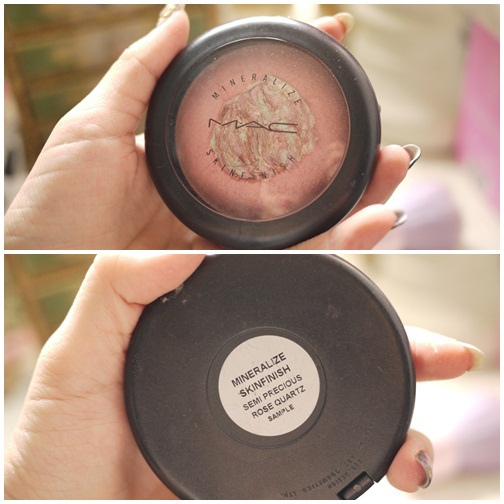 MINERALIZE
MAC
SKINFINISH
MINERALIZE
SKINFINISH
SEMI PRECIOUS
ROSE QUARTZ
SAMPLE